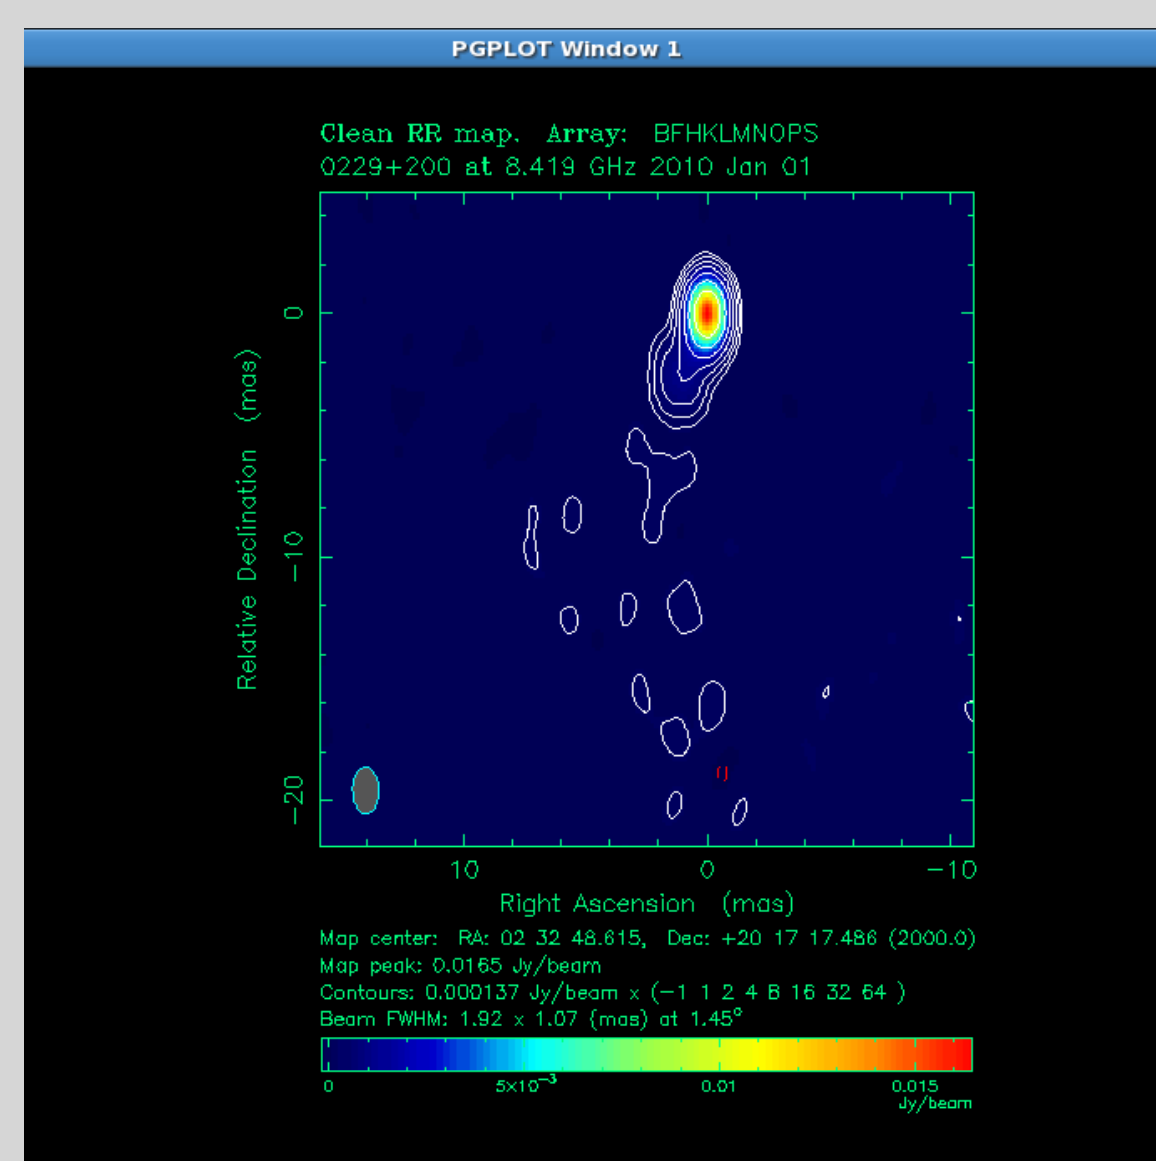 PGPLOT Window 1
Clean RR map. Array: BFHKLMNOPS
0229+200 at 8.419 GHz 2010 Jan 01
0
−10
−20
Relative Declination (mas)
10
0
−10
Right Ascension (mas)
Map center: RA: 02 32 48.615, Dec: +20 17 17.486 (2000.0)
Map peak: 0.0165 Jy/beam
Contours: 0.000137 Jy/beam x (−1 1 2 4 8 16 32 64 )
Beam FWHM: 1.92 x 1.07 (mas) at 1.45°
0
5×10⁻³
0.01
0.015
Jy/beam